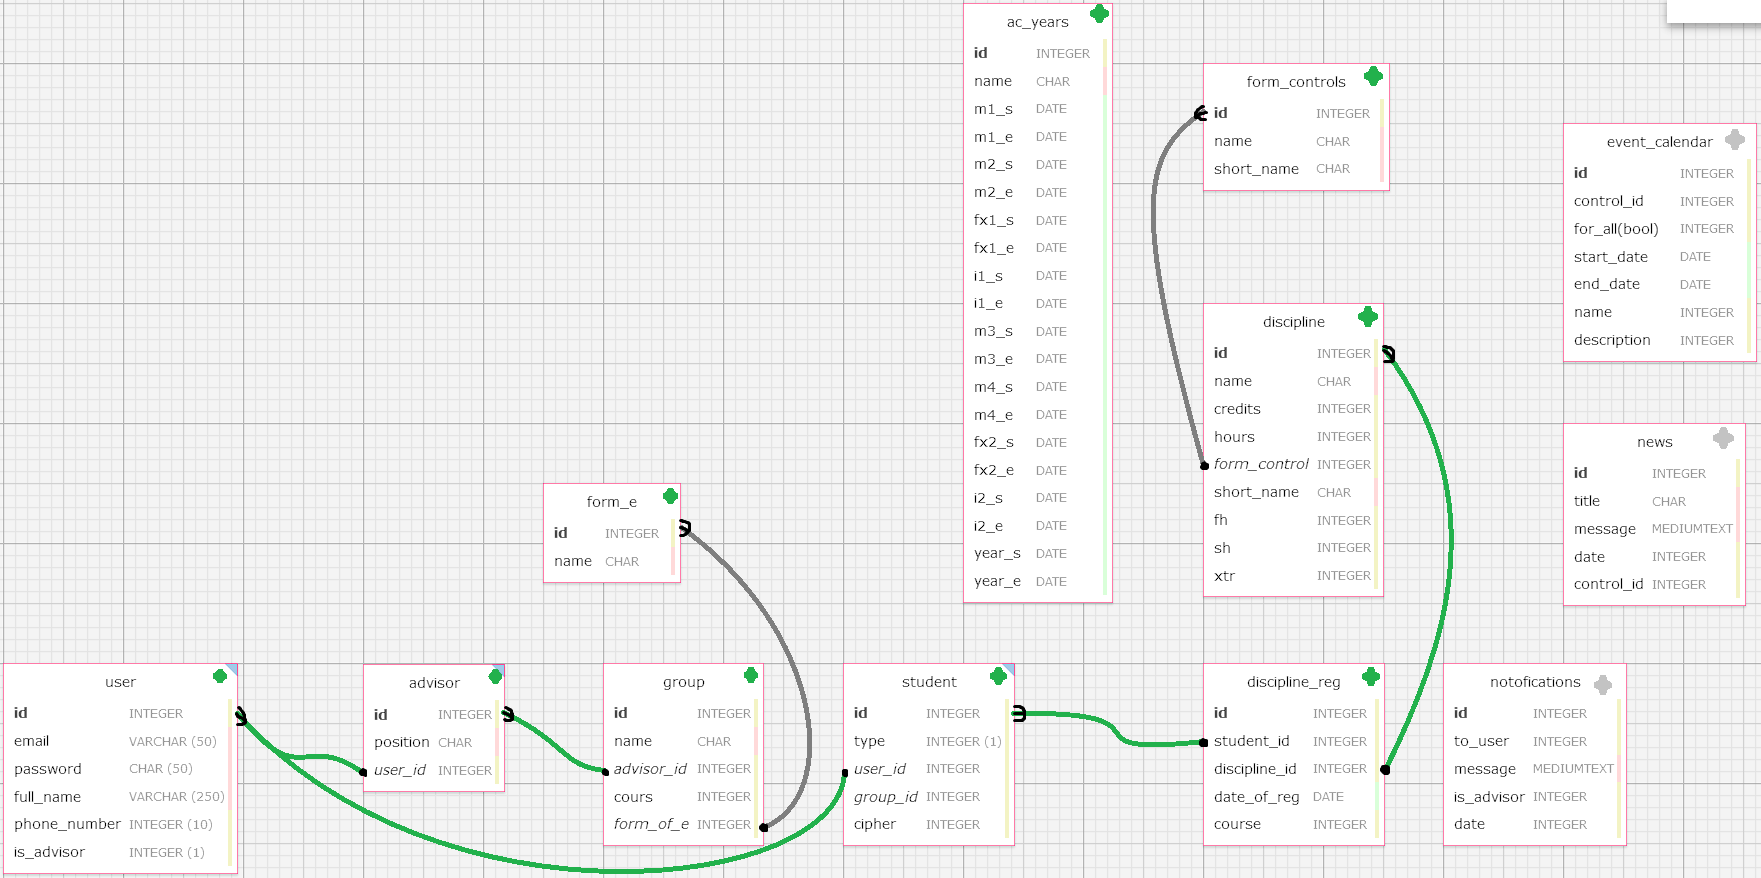 ac_years
id INTEGER
name CHAR
m1_s DATE
m1_e DATE
m2_s DATE
m2_e DATE
fx1_s DATE
fx1_e DATE
i1_s DATE
i1_e DATE
m3_s DATE
m3_e DATE
m4_s DATE
m4_e DATE
fx2_s DATE
fx2_e DATE
i2_s DATE
i2_e DATE
year_s DATE
year_e DATE
form_controls
id INTEGER
name CHAR
short_name CHAR
event_calendar
id INTEGER
control_id INTEGER
for_all(bool) INTEGER
start_date DATE
end_date DATE
name INTEGER
description INTEGER
discipline
id INTEGER
name CHAR
credits INTEGER
hours INTEGER
form_control INTEGER
short_name CHAR
fh INTEGER
sh INTEGER
xtr INTEGER
news
id INTEGER
title CHAR
message MEDIUMTEXT
date INTEGER
control_id INTEGER
form_e
id INTEGER
name CHAR
user
id INTEGER
email VARCHAR (50)
password CHAR (50)
full_name VARCHAR (250)
phone_number INTEGER (10)
is_advisor INTEGER (1)
advisor
id INTEGER
position CHAR
user_id INTEGER
group
id INTEGER
name CHAR
advisor_id INTEGER
cours INTEGER
form_of_e INTEGER
student
id INTEGER
type INTEGER (1)
user_id INTEGER
group_id INTEGER
cipher INTEGER
discipline_reg
id INTEGER
student_id INTEGER
discipline_id INTEGER
date_of_reg DATE
course INTEGER
notofications
id INTEGER
to_user INTEGER
message MEDIUMTEXT
is_advisor INTEGER
date INTEGER